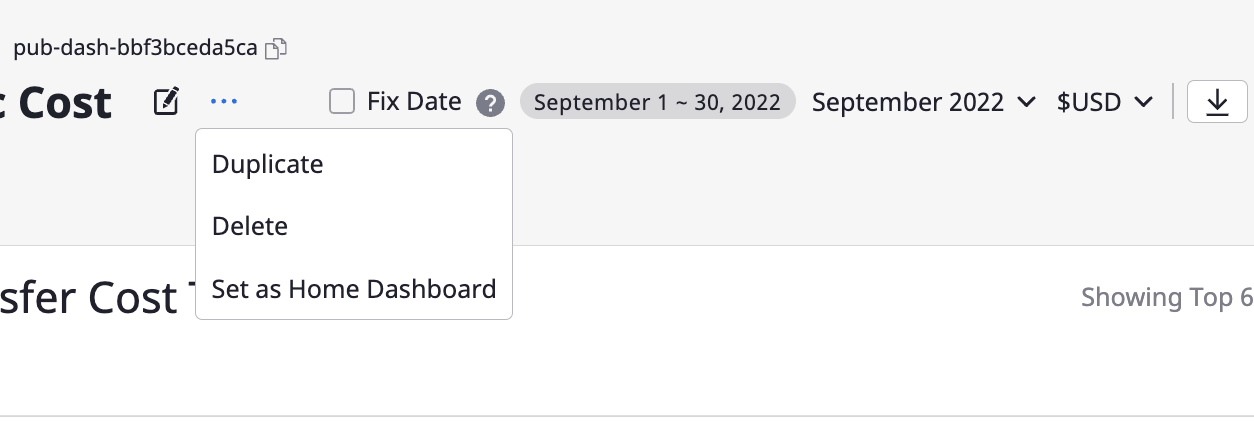 pub-dash-bbf3bceda5ca
Cost
Fix Date ? September 1 ~ 30, 2022 September 2022 $USD
Duplicate
Delete
Set as Home Dashboard
sfer Cost
Showing Top 6